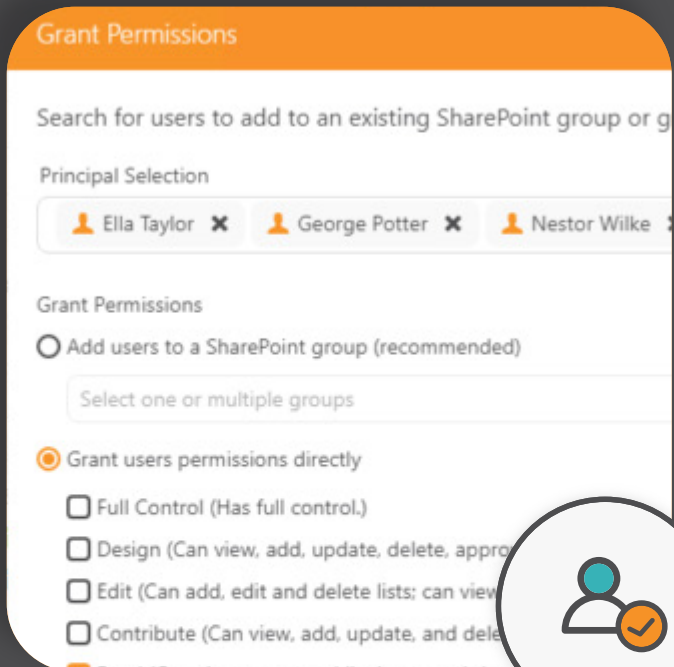 Grant Permissions
Search for users to add to an existing SharePoint group or g
Principal Selection
Ella Taylor ✖ George Potter ✖ Nestor Wilke
Grant Permissions
Add users to a SharePoint group (recommended)
Select one or multiple groups
Grant users permissions directly
Full Control (Has full control.)
Design (Can view, add, update, delete, appro
Edit (Can add, edit and delete lists; can view
Contribute (Can view, add, update, and dele